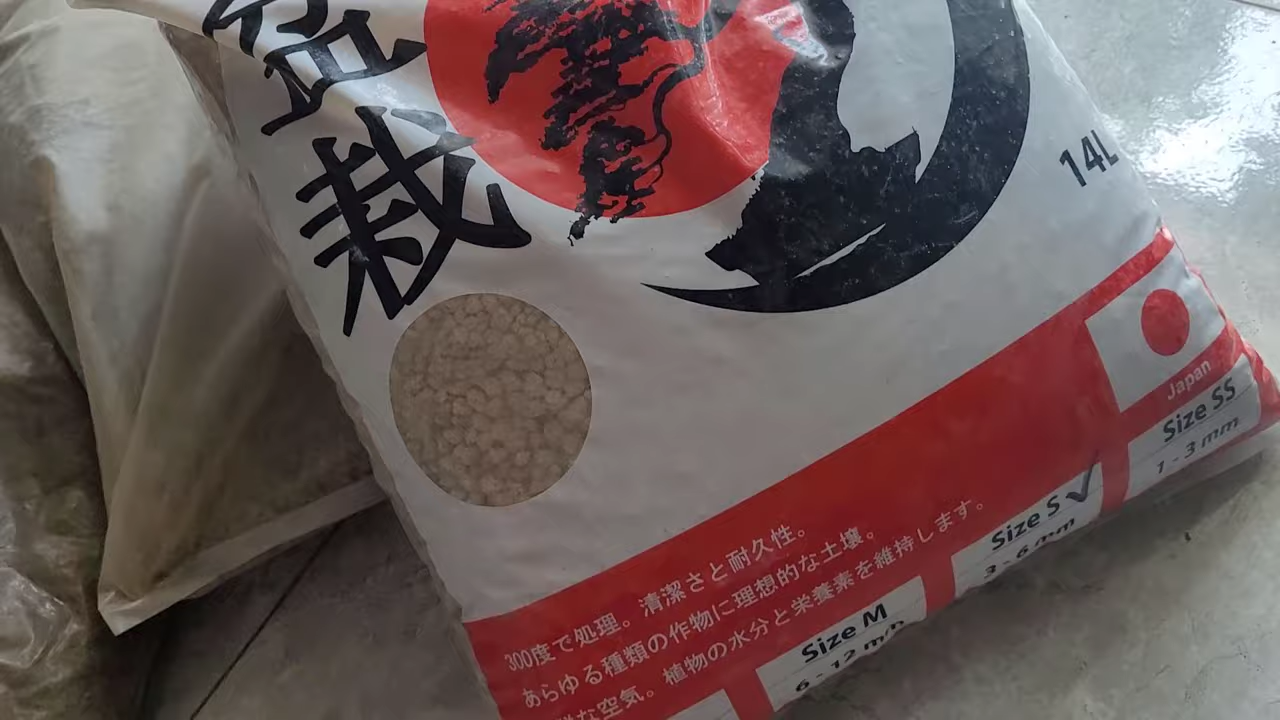 盆栽
14L
Japan
Size SS
1 - 3 mm
Size S ✓
3 - 6 mm
Size M
6 - 12 mm
300度で処理。清潔さと耐久性。
あらゆる種類の作物に理想的な土壌。
な空気。植物の水分と栄養素を維持します。